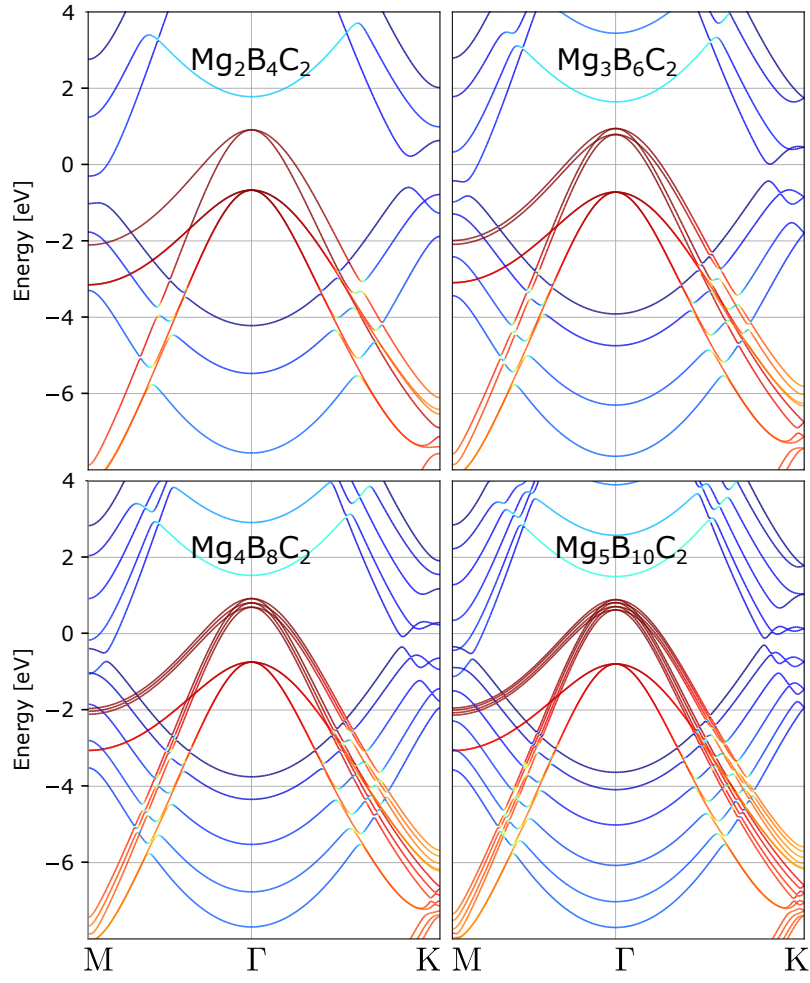 4
2
0
−2
−4
−6
Energy [eV]
Mg₂B₄C₂
Mg₃B₆C₂
4
2
0
−2
−4
−6
Energy [eV]
Mg₄B₈C₂
Mg₅B₁₀C₂
M Γ K M Γ K